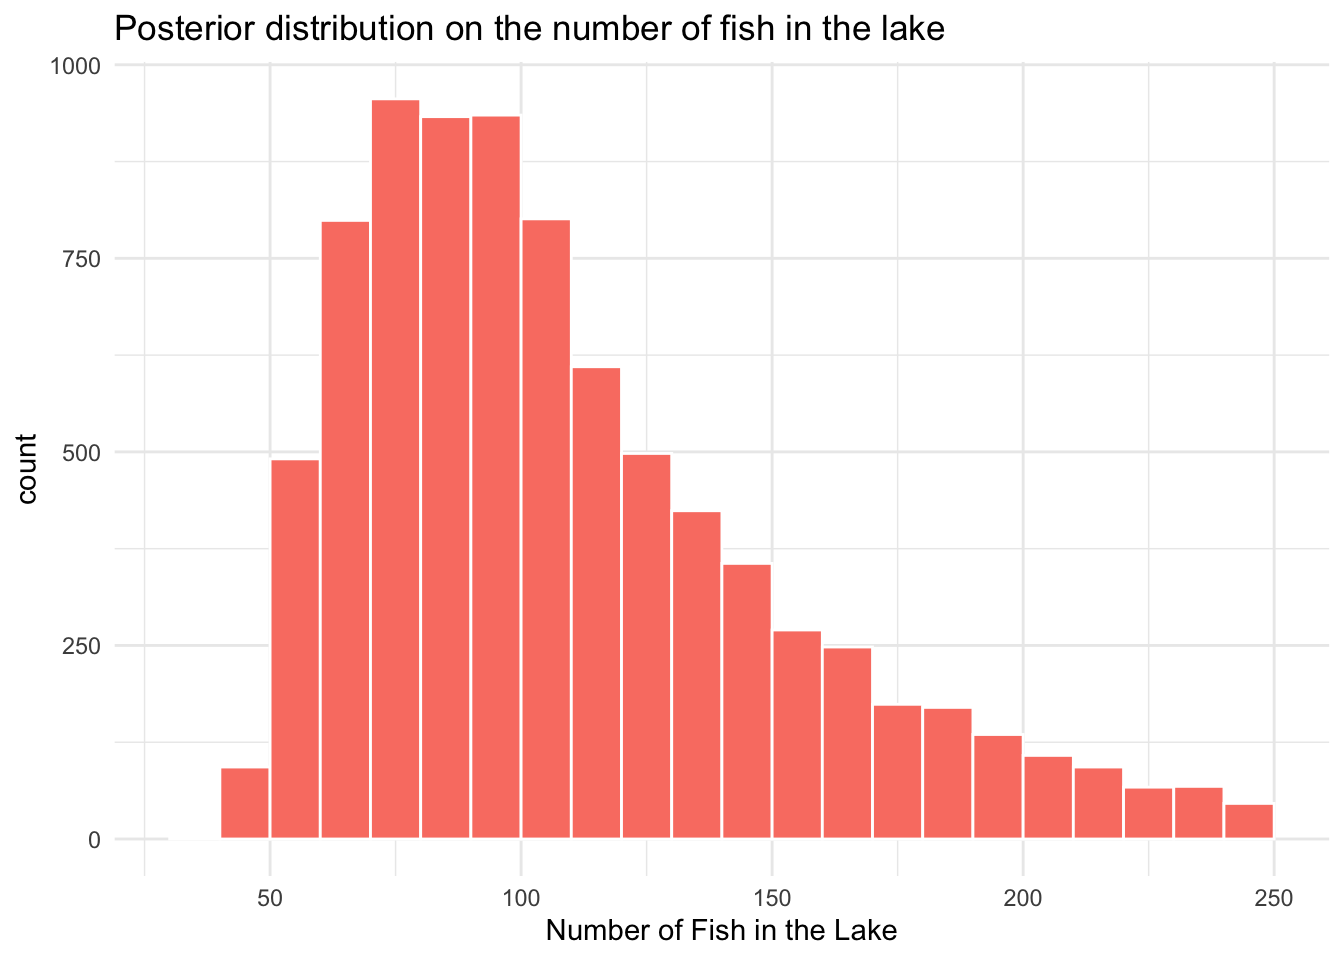 Posterior distribution on the number of fish in the lake
1000
750
500
250
0
count
50 100 150 200 250
Number of Fish in the Lake